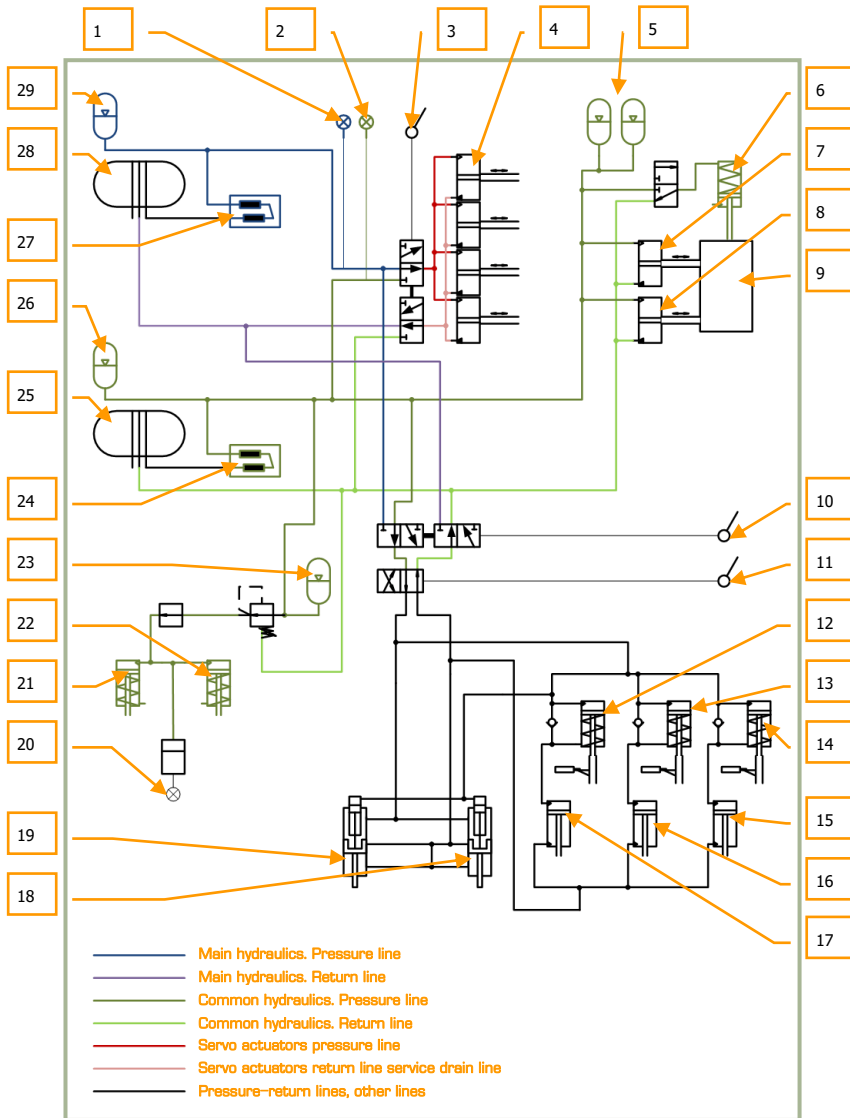 1 2 3 4 5
29 6
28 7
27 8
26 9
25
24 10
23 11
22 12
21 13
20 14
19 15
18 16
17
Main hydraulics. Pressure line
Main hydraulics. Return line
Common hydraulics. Pressure line
Common hydraulics. Return line
Servo actuators pressure line
Servo actuators return line service drain line
Pressure-return lines, other lines